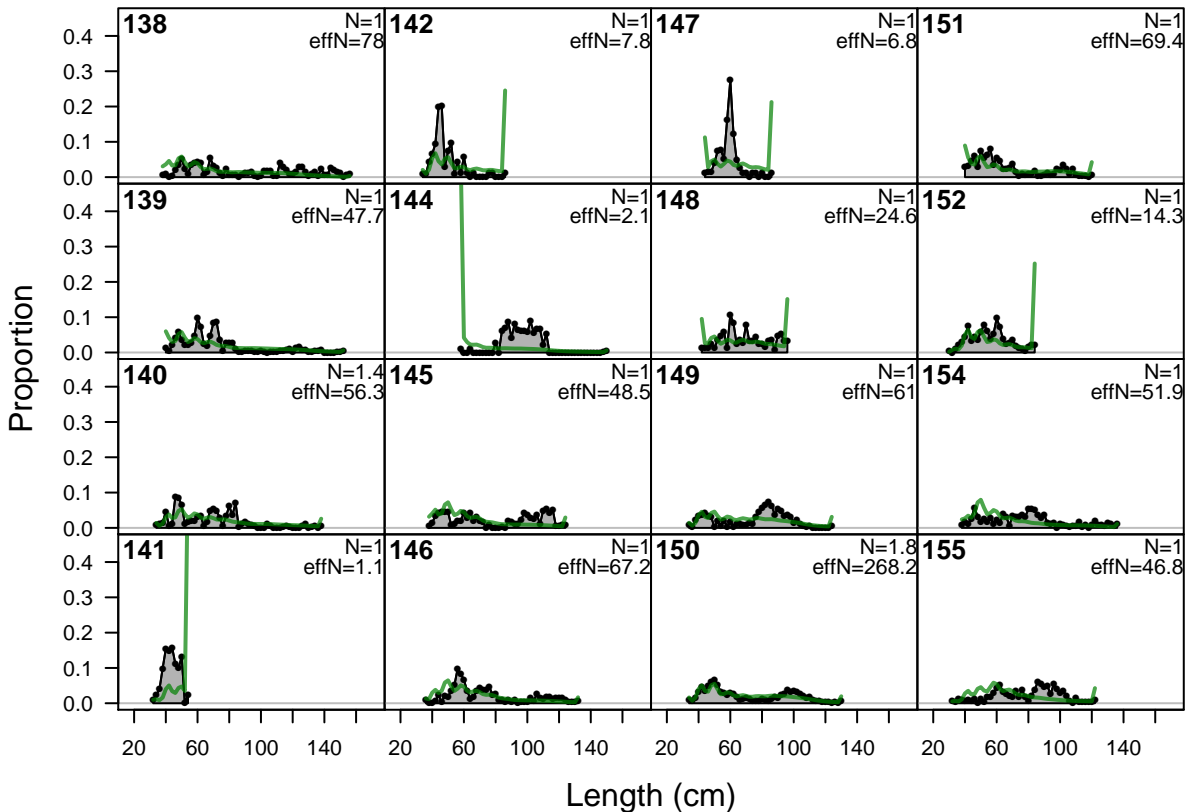 138 N=1
effN=78
142 N=1
effN=7.8
147 N=1
effN=6.8
151 N=1
effN=69.4
0.4
0.3
0.2
0.1
0.0
139 N=1
effN=47.7
144 N=1
effN=2.1
148 N=1
effN=24.6
152 N=1
effN=14.3
0.4
0.3
0.2
0.1
0.0
140 N=1.4
effN=56.3
145 N=1
effN=48.5
149 N=1
effN=61
154 N=1
effN=51.9
0.4
0.3
0.2
0.1
0.0
141 N=1
effN=1.1
146 N=1
effN=67.2
150 N=1.8
effN=268.2
155 N=1
effN=46.8
0.4
0.3
0.2
0.1
0.0
20 60 100 140
20 60 100 140
20 60 100 140
20 60 100 140
Proportion
Length (cm)